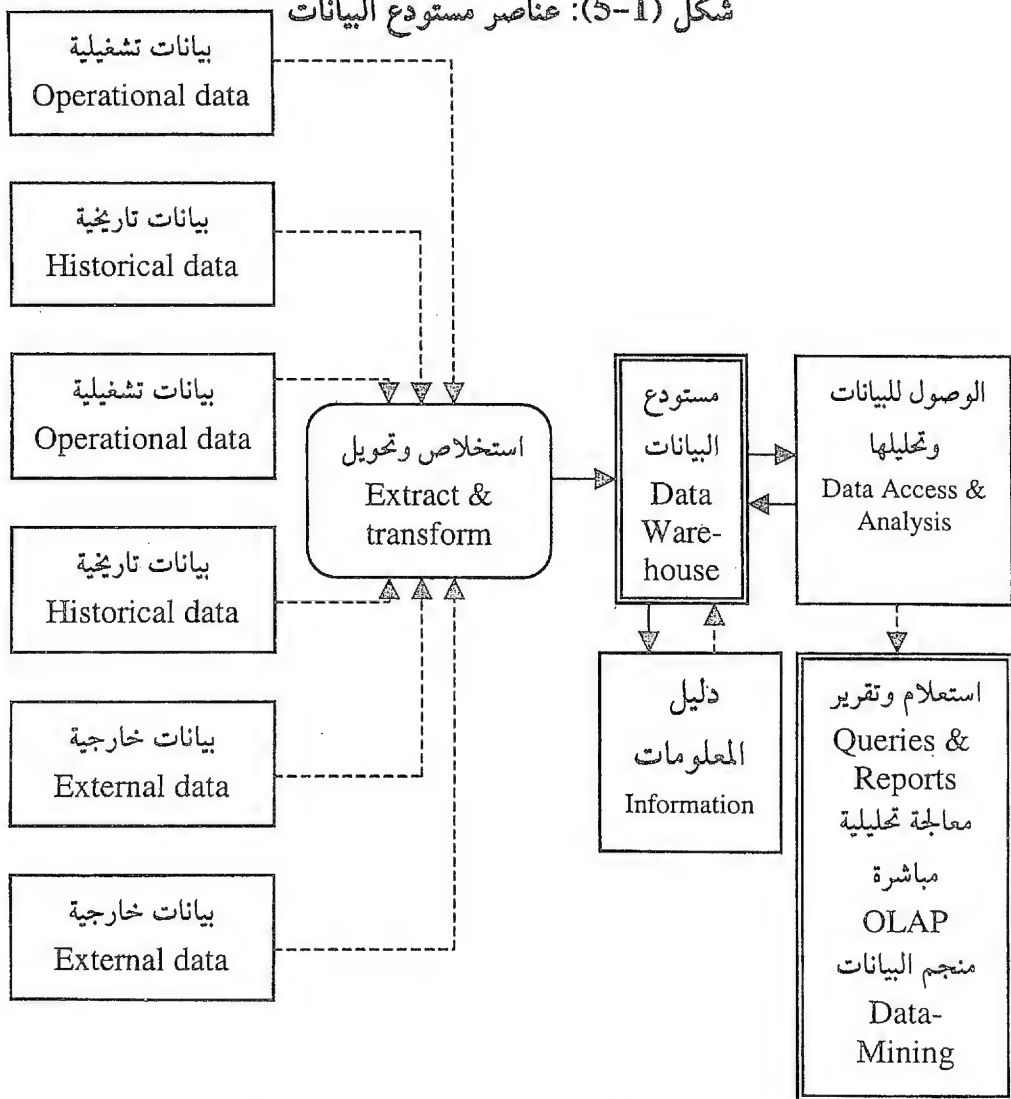 شكل (1-5): عناصر مستودع البيانات
بيانات تشغيلية
Operational data
بيانات تاريخية
Historical data
بيانات تشغيلية
Operational data
بيانات تاريخية
Historical data
بيانات خارجية
External data
بيانات خارجية
External data
استخلاص وتحويل
Extract &
transform
مستودع
البيانات
Data
Ware-
house
الوصول للبيانات
وتحليلها
Data Access &
Analysis
دليل
المعلومات
Information
استعلام وتقرير
Queries &
Reports
معالجة تحليلية
مباشرة
OLAP
منجم البيانات
Data-
Mining